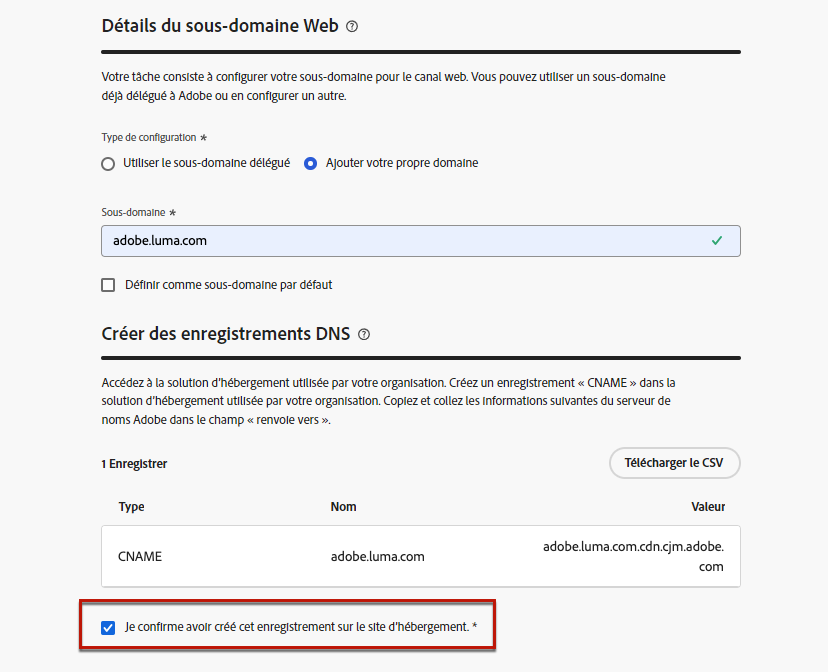 Détails du sous-domaine Web
Votre tâche consiste à configurer votre sous-domaine pour le canal web. Vous pouvez utiliser un sous-domaine
déjà délégué à Adobe ou en configurer un autre.
Type de configuration *
Utiliser le sous-domaine délégué
Ajouter votre propre domaine
Sous-domaine *
adobe.luma.com
Définir comme sous-domaine par défaut
Créer des enregistrements DNS
Accédez à la solution d'hébergement utilisée par votre organisation. Créez un enregistrement « CNAME » dans la
solution d'hébergement utilisée par votre organisation. Copiez et collez les informations suivantes du serveur de
noms Adobe dans le champ « renvoie vers ».
1 Enregistrer
Télécharger le CSV
Type Nom Valeur
CNAME adobe.luma.com adobe.luma.com.cdn.cjm.adobe.
com
Je confirme avoir créé cet enregistrement sur le site d'hébergement. *